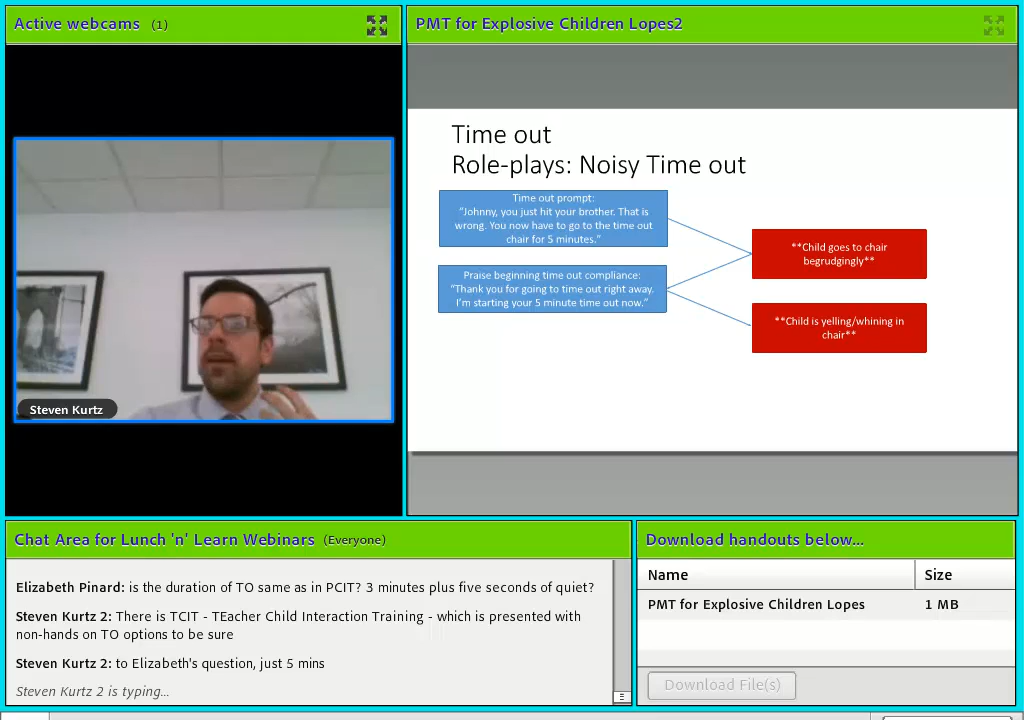 Active webcams (1)
PMT for Explosive Children Lopes2
Time out
Role-plays: Noisy Time out
Time out prompt:
“Johnny, you just hit your brother. That is
wrong. You now have to go to the time out
chair for 5 minutes.”
**Child goes to chair
begrudgingly**
Praise beginning time out compliance:
“Thank you for going to time out right away.
I’m starting your 5 minute time out now.”
**Child is yelling/whining in
chair**
Steven Kurtz
Chat Area for Lunch 'n' Learn Webinars (Everyone)
Elizabeth Pinard: is the duration of TO same as in PCIT? 3 minutes plus five seconds of quiet?
Steven Kurtz 2: There is TCIT - TEacher Child Interaction Training - which is presented with
non-hands on TO options to be sure
Steven Kurtz 2: to Elizabeth's question, just 5 mins
Steven Kurtz 2 is typing...
Download handouts below...
Name Size
PMT for Explosive Children Lopes 1 MB
Download File(s)